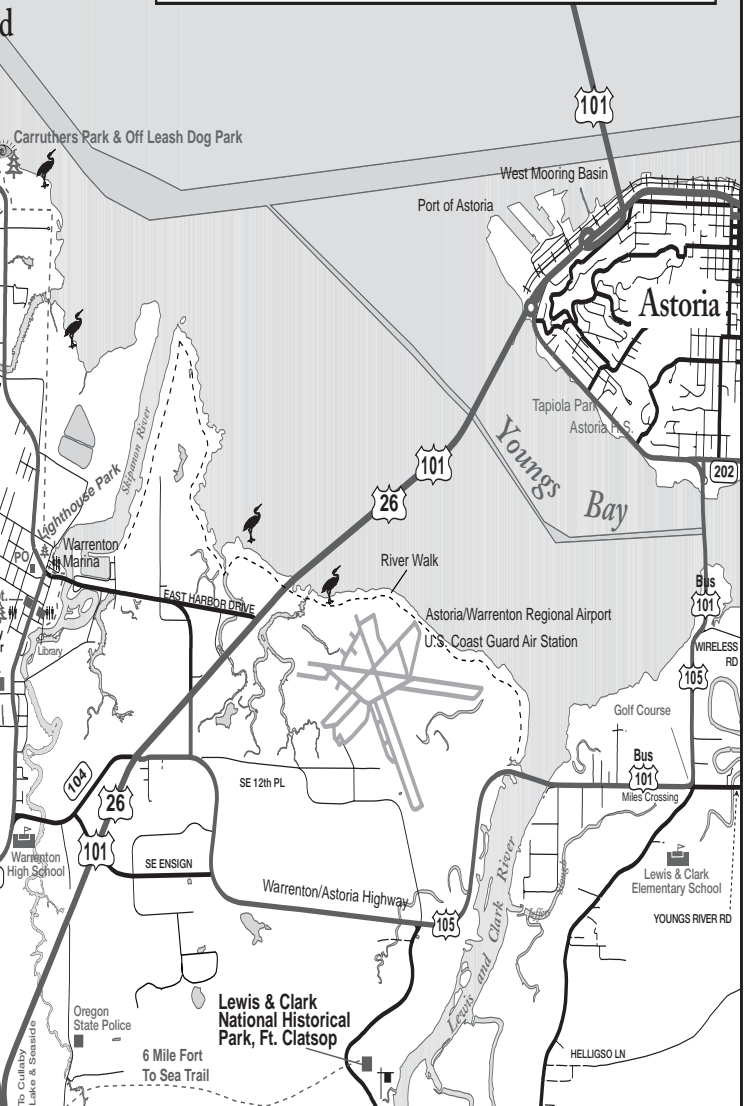 d
101
Carruthers Park & Off Leash Dog Park
West Mooring Basin
Port of Astoria
Astoria
Tapiola Park
Astoria H.S.
Youngs
Bay
202
101
26
Skipanon River
Lighthouse Park
PO
Warrenton
Marina
River Walk
EAST HARBOR DRIVE
Astoria/Warrenton Regional Airport
U.S. Coast Guard Air Station
Bus
101
WIRELESS
RD
Library
105
Golf Course
Bus
101
Miles Crossing
104
26
SE 12th PL
101
Warrenton
High School
SE ENSIGN
Warrenton/Astoria Highway
105
Lewis & Clark
Elementary School
YOUNGS RIVER RD
Lewis and Clark River
Lewis & Clark
National Historical
Park, Ft. Clatsop
Oregon
State Police
6 Mile Fort
To Sea Trail
HELLIGSO LN
To Cullaby
Lake & Seaside